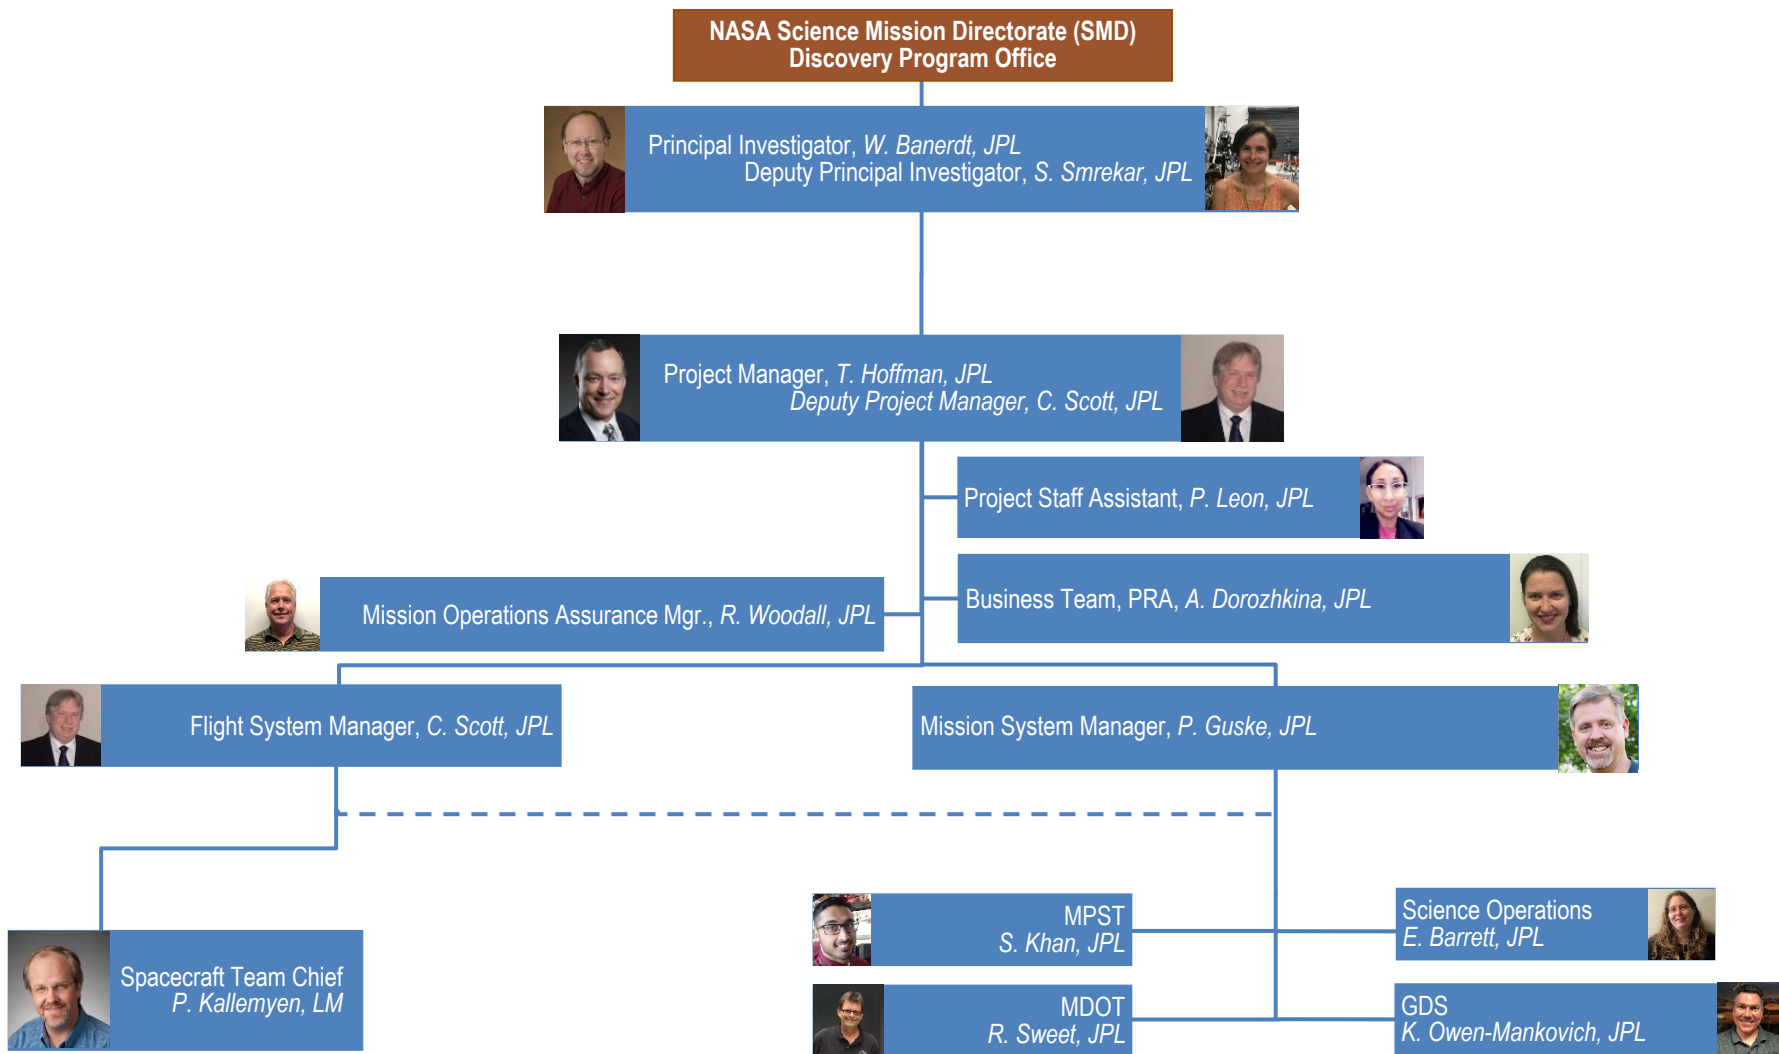 NASA Science Mission Directorate (SMD)
Discovery Program Office
Principal Investigator, W. Banerdt, JPL
Deputy Principal Investigator, S. Smrekar, JPL
Project Manager, T. Hoffman, JPL
Deputy Project Manager, C. Scott, JPL
Project Staff Assistant, P. Leon, JPL
Business Team, PRA, A. Dorozhkina, JPL
Mission Operations Assurance Mgr., R. Woodall, JPL
Flight System Manager, C. Scott, JPL
Mission System Manager, P. Guske, JPL
Spacecraft Team Chief
P. Kallemyen, LM
MPST
S. Khan, JPL
Science Operations
E. Barrett, JPL
MDOT
R. Sweet, JPL
GDS
K. Owen-Mankovich, JPL